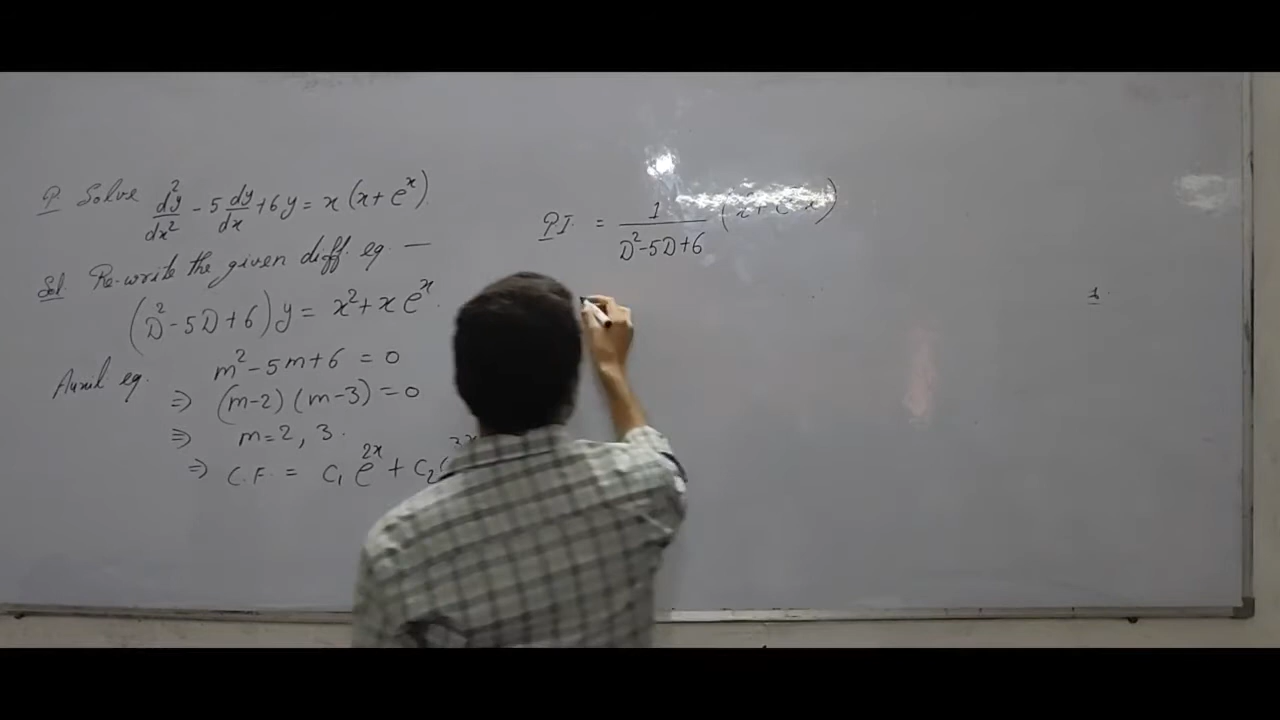 Q. Solve d²y/dx² - 5 dy/dx + 6y = x(x + e^x).
Sol. Re-write the given diff. eq. —
(D² - 5D + 6) y = x² + x e^x.
Auxil. eq. m² - 5m + 6 = 0
⇒ (m-2) (m-3) = 0
⇒ m = 2, 3.
⇒ C.F. = C₁ e^2x + C₂
P.I. = 1/(D² - 5D + 6)